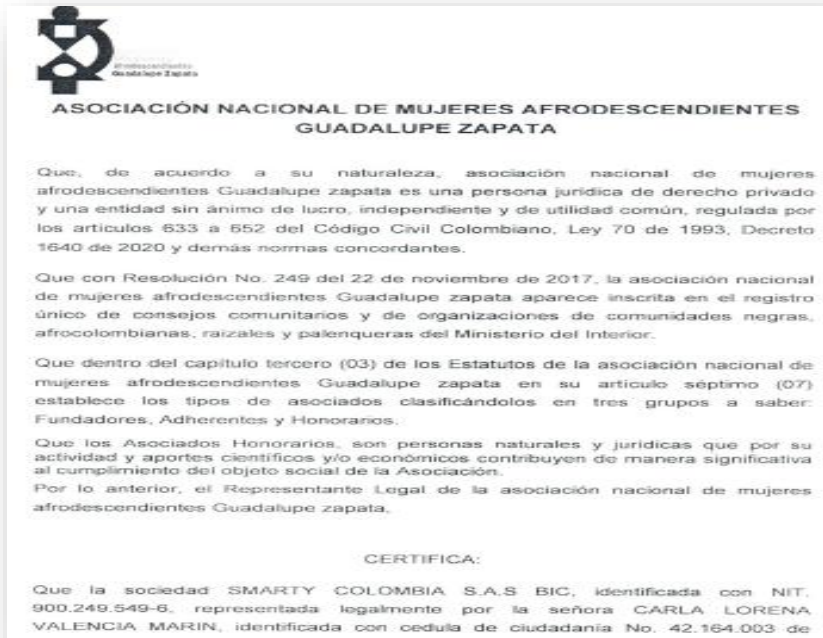 afrodescendientes
Guadalupe Zapata
ASOCIACIÓN NACIONAL DE MUJERES AFRODESCENDIENTES
GUADALUPE ZAPATA
Que, de acuerdo a su naturaleza, asociación nacional de mujeres
afrodescendientes Guadalupe zapata es una persona jurídica de derecho privado
y una entidad sin ánimo de lucro, independiente y de utilidad común, regulada por
los artículos 633 a 652 del Código Civil Colombiano, Ley 70 de 1993, Decreto
1640 de 2020 y demás normas concordantes.
Que con Resolución No. 249 del 22 de noviembre de 2017, la asociación nacional
de mujeres afrodescendientes Guadalupe zapata aparece inscrita en el registro
único de consejos comunitarios y de organizaciones de comunidades negras,
afrocolombianas, raizales y palenqueras del Ministerio del Interior.
Que dentro del capítulo tercero (03) de los Estatutos de la asociación nacional de
mujeres afrodescendientes Guadalupe zapata en su artículo séptimo (07)
establece los tipos de asociados clasificándolos en tres grupos a saber:
Fundadores, Adherentes y Honorarios.
Que los Asociados Honorarios, son personas naturales y jurídicas que por su
actividad y aportes científicos y/o económicos contribuyen de manera significativa
al cumplimiento del objeto social de la Asociación.
Por lo anterior, el Representante Legal de la asociación nacional de mujeres
afrodescendientes Guadalupe zapata,
CERTIFICA:
Que la sociedad SMARTY COLOMBIA S.A.S BIC, identificada con NIT.
900.249.549-6, representada legalmente por la señora CARLA LORENA
VALENCIA MARIN, identificada con cedula de ciudadanía No. 42.164.003 de